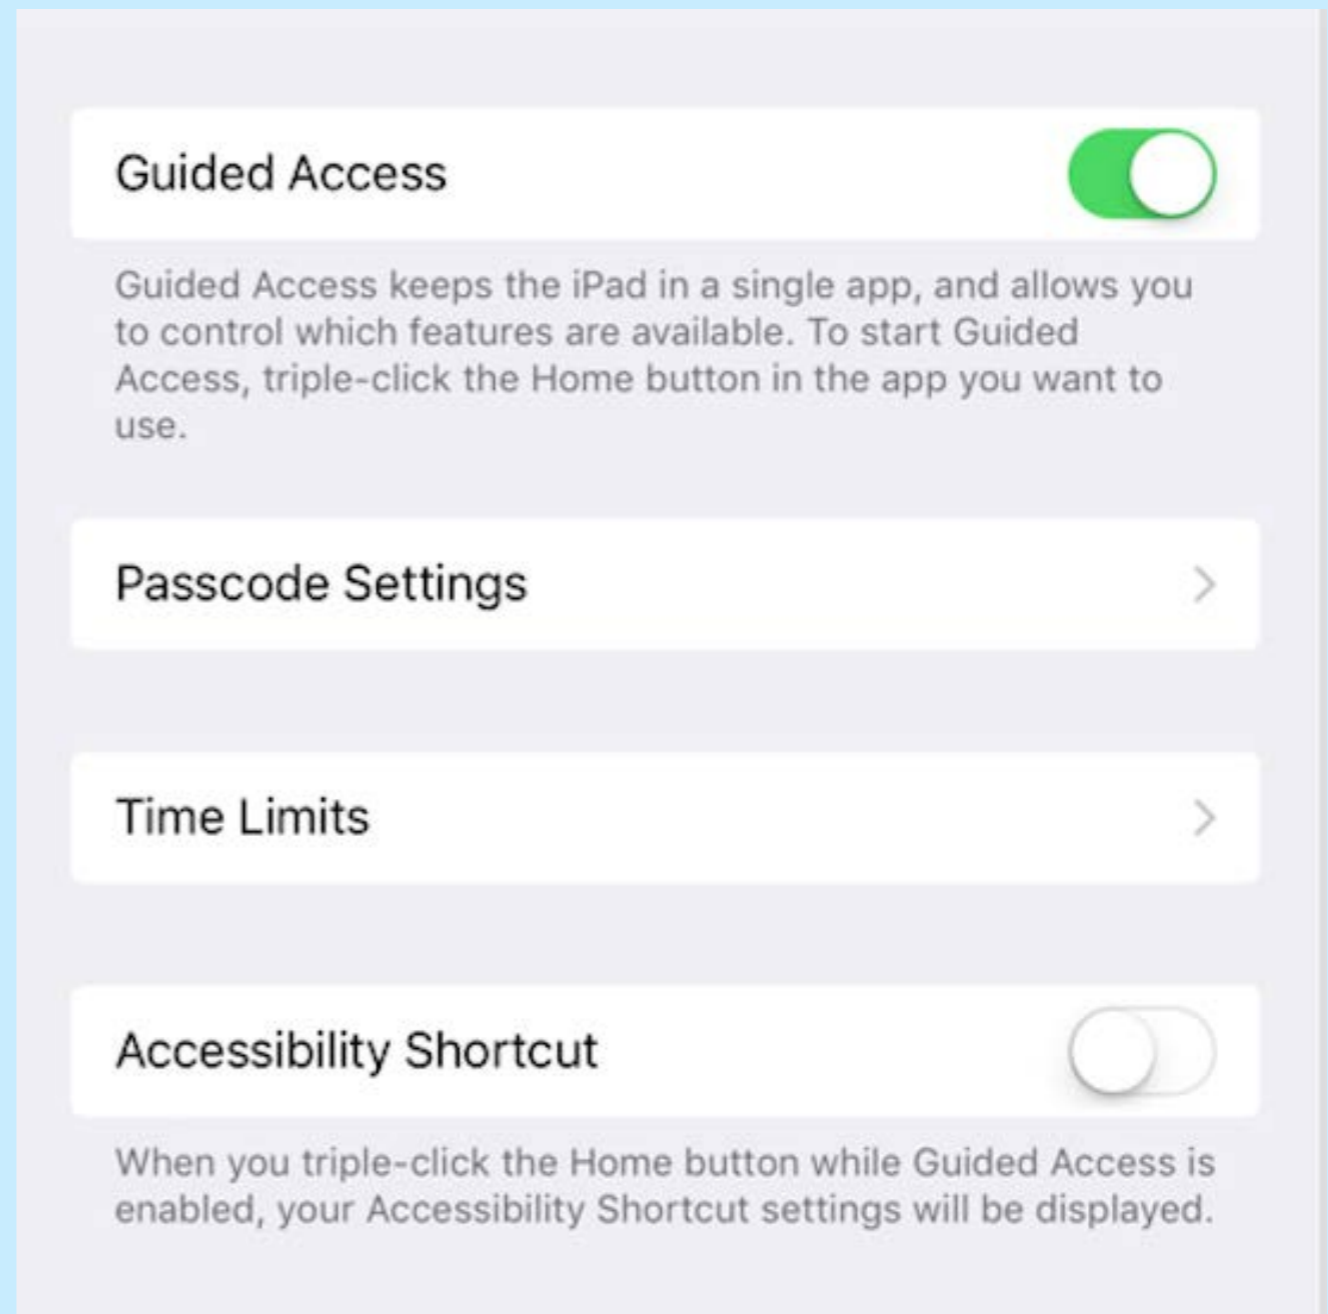 Guided Access
Guided Access keeps the iPad in a single app, and allows you
to control which features are available. To start Guided
Access, triple-click the Home button in the app you want to
use.
Passcode Settings
Time Limits
Accessibility Shortcut
When you triple-click the Home button while Guided Access is
enabled, your Accessibility Shortcut settings will be displayed.